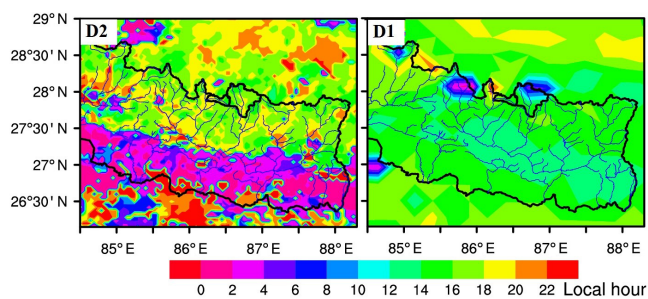 D2
D1
29° N
28°30' N
28° N
27°30' N
27° N
26°30' N
85° E 86° E 87° E 88° E 85° E 86° E 87° E 88° E
0 2 4 6 8 10 12 14 16 18 20 22 Local hour